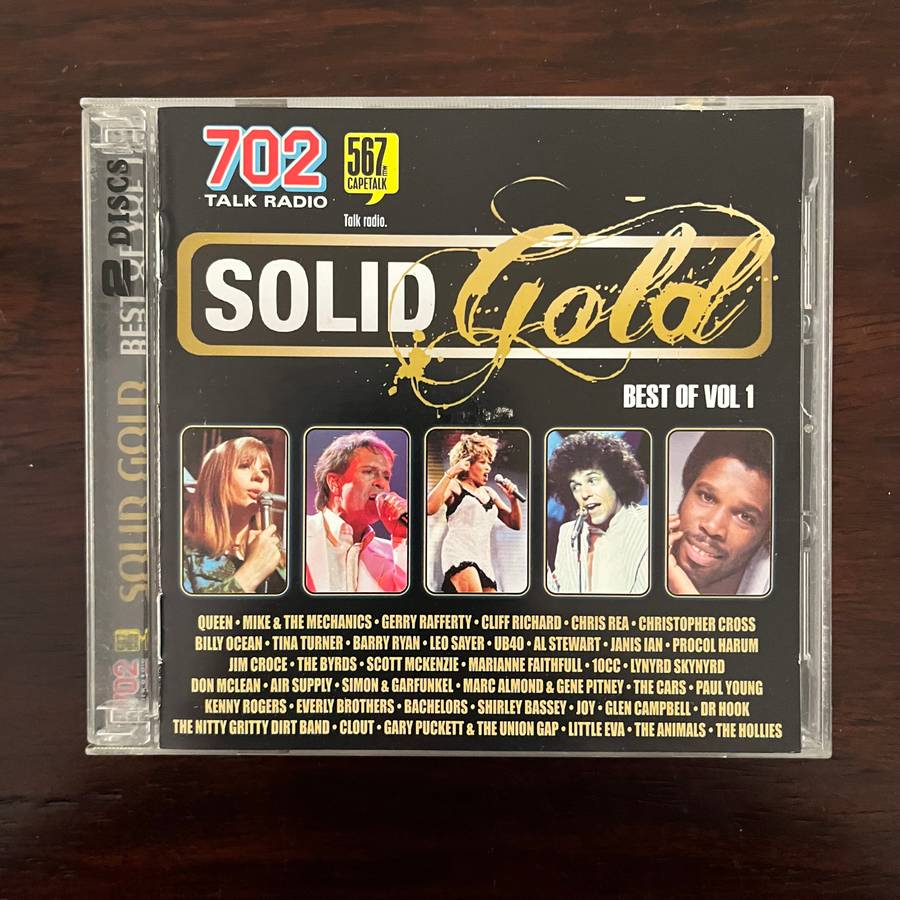 702
TALK RADIO
567
CAPETALK
Talk radio.
SOLID Gold
BEST OF VOL 1
QUEEN • MIKE & THE MECHANICS • GERRY RAFFERTY • CLIFF RICHARD • CHRIS REA • CHRISTOPHER CROSS
BILLY OCEAN • TINA TURNER • BARRY RYAN • LEO SAYER • UB40 • AL STEWART • JANIS IAN • PROCOL HARUM
JIM CROCE • THE BYRDS • SCOTT MCKENZIE • MARIANNE FAITHFULL • 10CC • LYNYRD SKYNYRD
DON MCLEAN • AIR SUPPLY • SIMON & GARFUNKEL • MARC ALMOND & GENE PITNEY • THE CARS • PAUL YOUNG
KENNY ROGERS • EVERLY BROTHERS • BACHELORS • SHIRLEY BASSEY • JOY • GLEN CAMPBELL • DR HOOK
THE NITTY GRITTY DIRT BAND • CLOUT • GARY PUCKETT & THE UNION GAP • LITTLE EVA • THE ANIMALS • THE HOLLIES
2 DISCS
702
SOLID GOLD BEST OF VOL 1